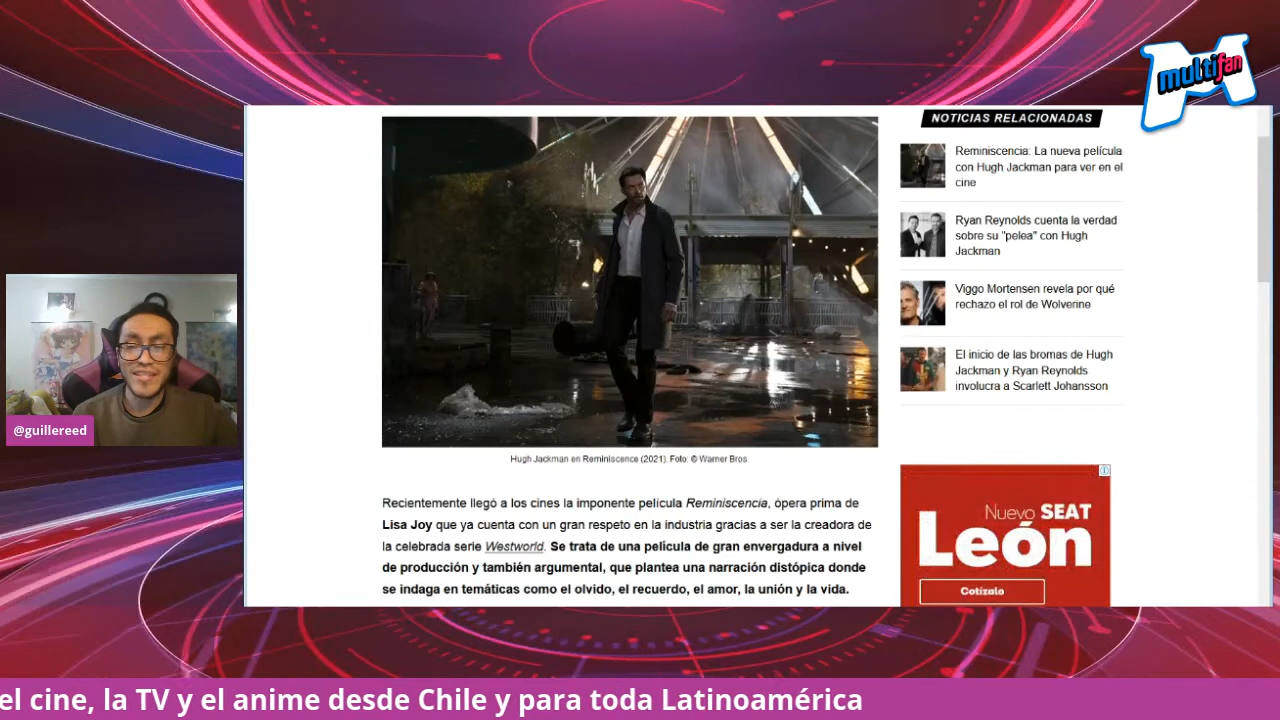 multifan
NOTICIAS RELACIONADAS
Reminiscencia: La nueva película
con Hugh Jackman para ver en el
cine
Ryan Reynolds cuenta la verdad
sobre su "pelea" con Hugh
Jackman
Viggo Mortensen revela por qué
rechazo el rol de Wolverine
El inicio de las bromas de Hugh
Jackman y Ryan Reynolds
involucra a Scarlett Johansson
@guillereed
Hugh Jackman en Reminiscence (2021). Foto: © Warner Bros.
Recientemente llegó a los cines la imponente película Reminiscencia, ópera prima de
Lisa Joy que ya cuenta con un gran respeto en la industria gracias a ser la creadora de
la celebrada serie Westworld. Se trata de una película de gran envergadura a nivel
de producción y también argumental, que plantea una narración distópica donde
se indaga en temáticas como el olvido, el recuerdo, el amor, la unión y la vida.
Nuevo SEAT
León
Cotízalo
el cine, la TV y el anime desde Chile y para toda Latinoamérica